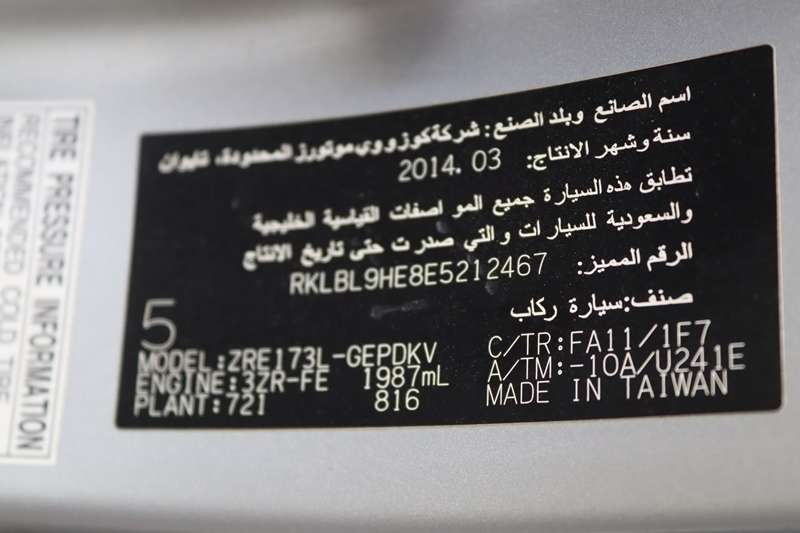 اسم الصانع وبلد الصنع: شركة كوزووي موتورز المحدودة، تايوان
سنة وشهر الانتاج: 2014.03
تطابق هذه السيارة جميع المواصفات القياسية الخليجية
والسعودية للسيارات والتي صدرت حتى تاريخ الانتاج
الرقم المميز: RKLBL9HE8E5212467
صنف: سيارة ركاب
5
MODEL:ZRE173L-GEPDKV C/TR:FA11/1F7
ENGINE:3ZR-FE 1987mL A/TM:-10A/U241E
PLANT:721 816 MADE IN TAIWAN
TIRE PRESSURE INFORMATION
RECOMMENDED COLD TIRE